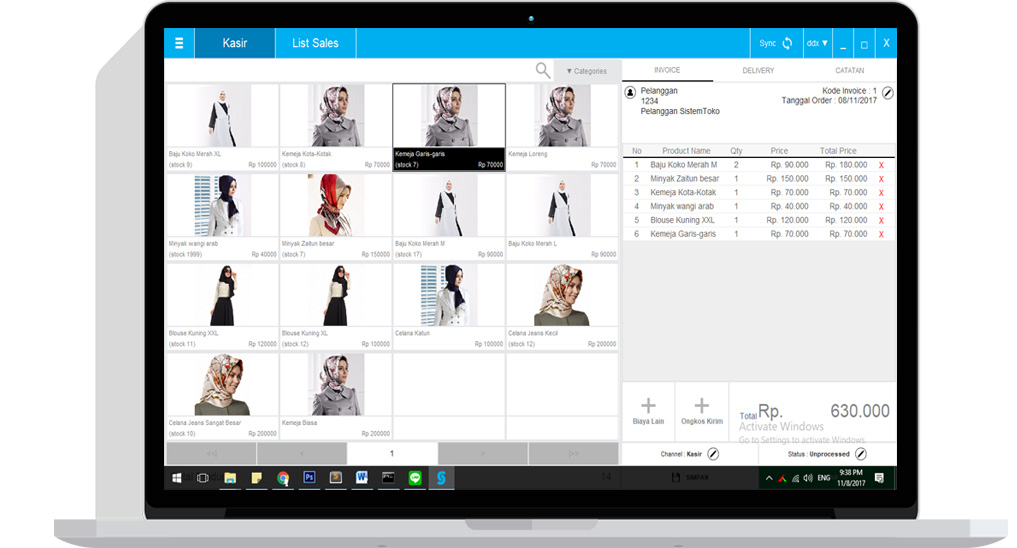 Kasir
List Sales
Sync
ddx ▼
_
X
▼ Categories
INVOICE
DELIVERY
CATATAN
Pelanggan
1234
Pelanggan SistemToko
Kode Invoice : 1
Tanggal Order : 08/11/2017
Baju Koko Merah XL
(stock 9) Rp 100000
Kemeja Kota-Kotak
(stock 8) Rp 70000
Kemeja Garis-garis
(stock 7) Rp 70000
Kemeja Loreng
Rp 70000
Minyak wangi arab
(stock 1999) Rp 40000
Minyak Zaitun besar
(stock 7) Rp 150000
Baju Koko Merah M
(stock 17) Rp 90000
Baju Koko Merah L
Rp 90000
Blouse Kuning XXL
(stock 11) Rp 120000
Blouse Kuning XL
(stock 12) Rp 100000
Celana Katun
Rp 100000
Celana Jeans Kecil
(stock 12) Rp 200000
Celana Jeans Sangat Besar
(stock 10) Rp 200000
Kemeja Biasa
Rp 200000
<<| < 1 > |>>
No Product Name Qty Price Total Price
1 Baju Koko Merah M 2 Rp. 90.000 Rp. 180.000 X
2 Minyak Zaitun besar 1 Rp. 150.000 Rp. 150.000 X
3 Kemeja Kota-Kotak 1 Rp. 70.000 Rp. 70.000 X
4 Minyak wangi arab 1 Rp. 40.000 Rp. 40.000 X
5 Blouse Kuning XXL 1 Rp. 120.000 Rp. 120.000 X
6 Kemeja Garis-garis 1 Rp. 70.000 Rp. 70.000 X
Biaya Lain
Ongkos Kirim
Total Rp. 630.000
Activate Windows
Go to Settings to activate Windows.
Channel : Kasir
Status : Unprocessed
14
SIMPAN
Ps
W
LINE
S
ENG
9:38 PM
11/8/2017